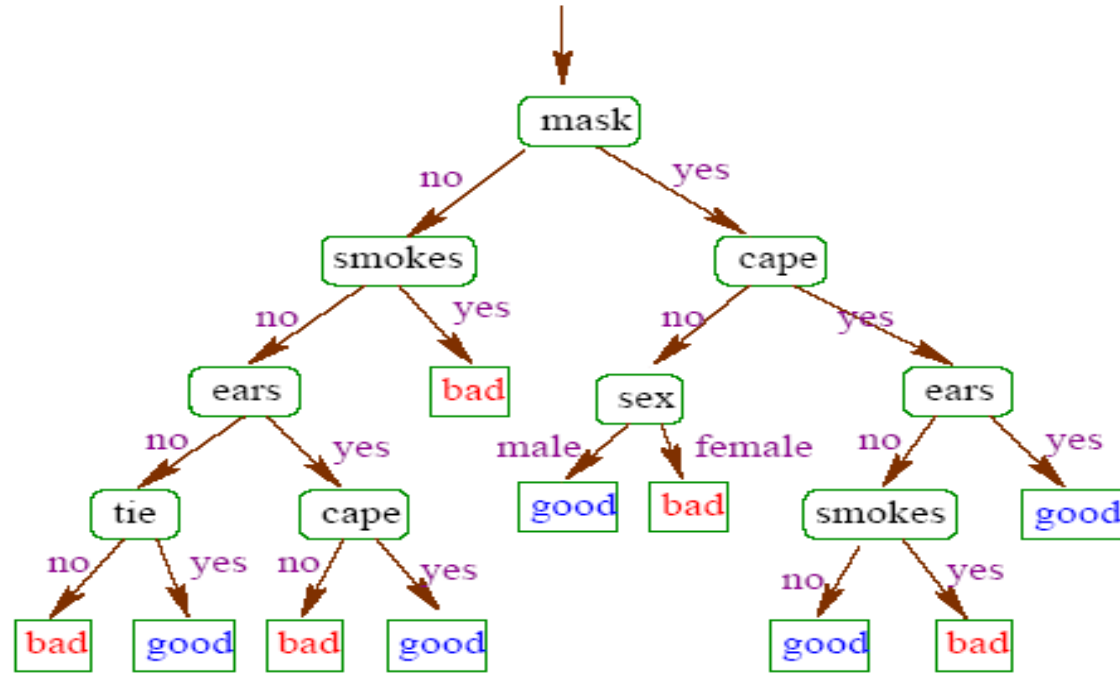 mask
no yes
smokes cape
no yes no yes
ears bad sex ears
no yes male female no yes
tie cape good bad smokes good
no yes no yes no yes
bad good bad good good bad